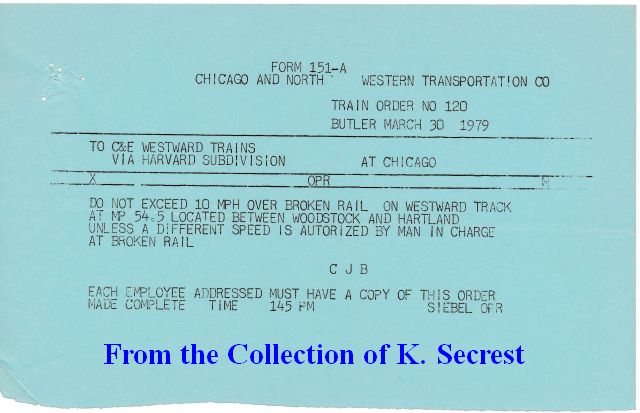 FORM 151-A
CHICAGO AND NORTH WESTERN TRANSPORTATION CO
TRAIN ORDER NO 120
BUTLER MARCH 30 1979
TO C&E WESTWARD TRAINS
VIA HARVARD SUBDIVISION AT CHICAGO
X OPR M
DO NOT EXCEED 10 MPH OVER BROKEN RAIL ON WESTWARD TRACK
AT MP 54.5 LOCATED BETWEEN WOODSTOCK AND HARTLAND
UNLESS A DIFFERENT SPEED IS AUTORIZED BY MAN IN CHARGE
AT BROKEN RAIL
C J B
EACH EMPLOYEE ADDRESSED MUST HAVE A COPY OF THIS ORDER
MADE COMPLETE TIME 145 PM SIEBEL OPR
From the Collection of K. Secrest